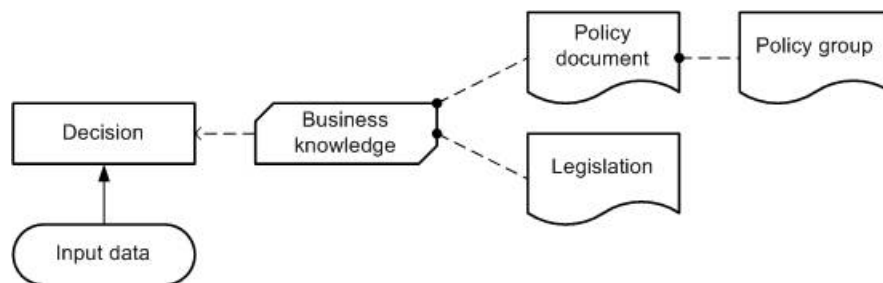 Policy
document
Policy group
Decision
Business
knowledge
Legislation
Input data